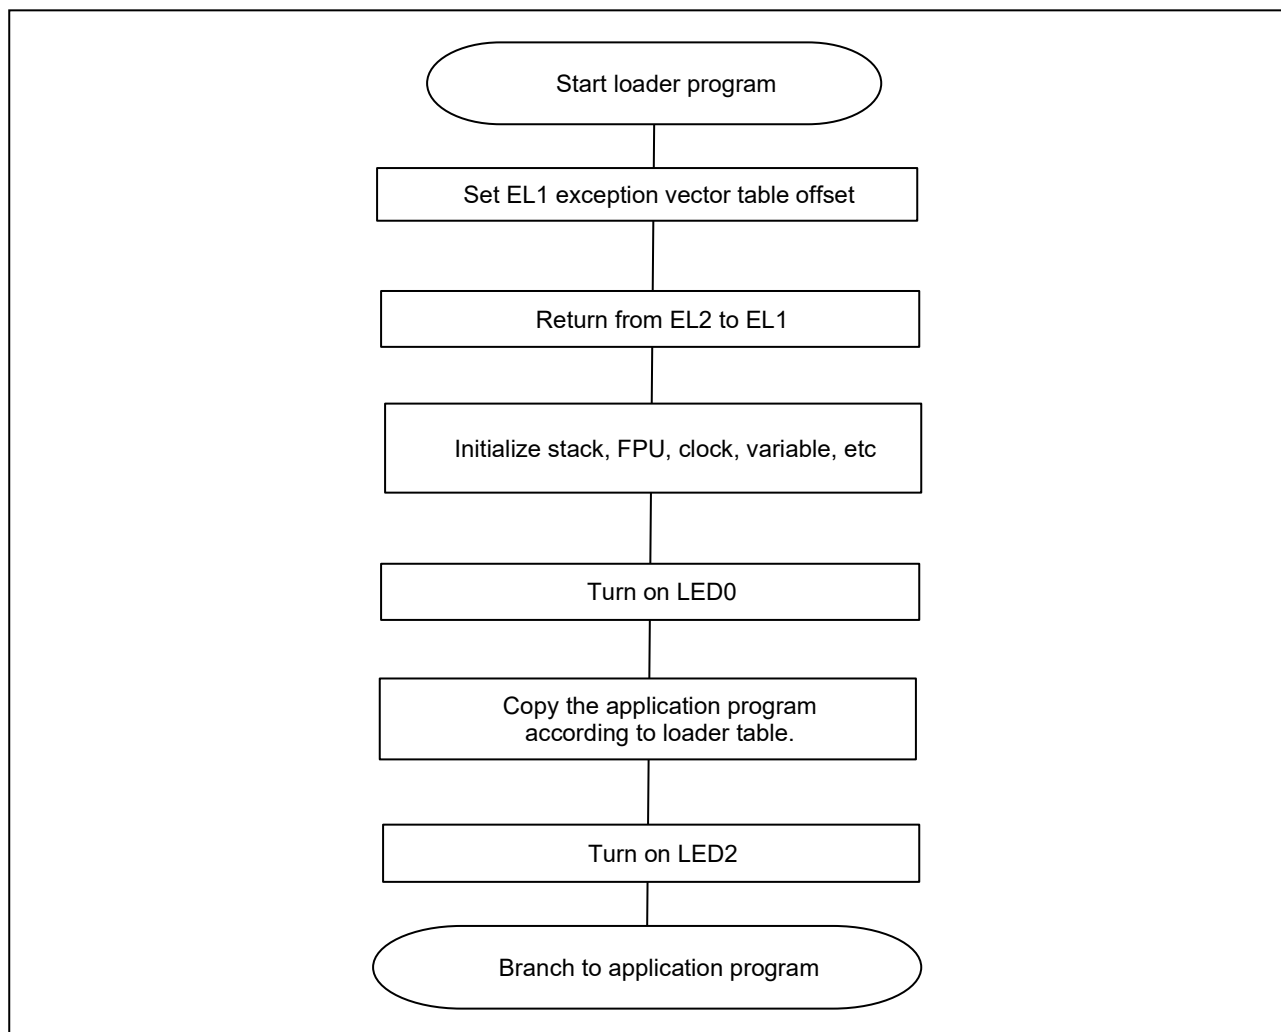 Start loader program
Set EL1 exception vector table offset
Return from EL2 to EL1
Initialize stack, FPU, clock, variable, etc
Turn on LED0
Copy the application program
according to loader table.
Turn on LED2
Branch to application program